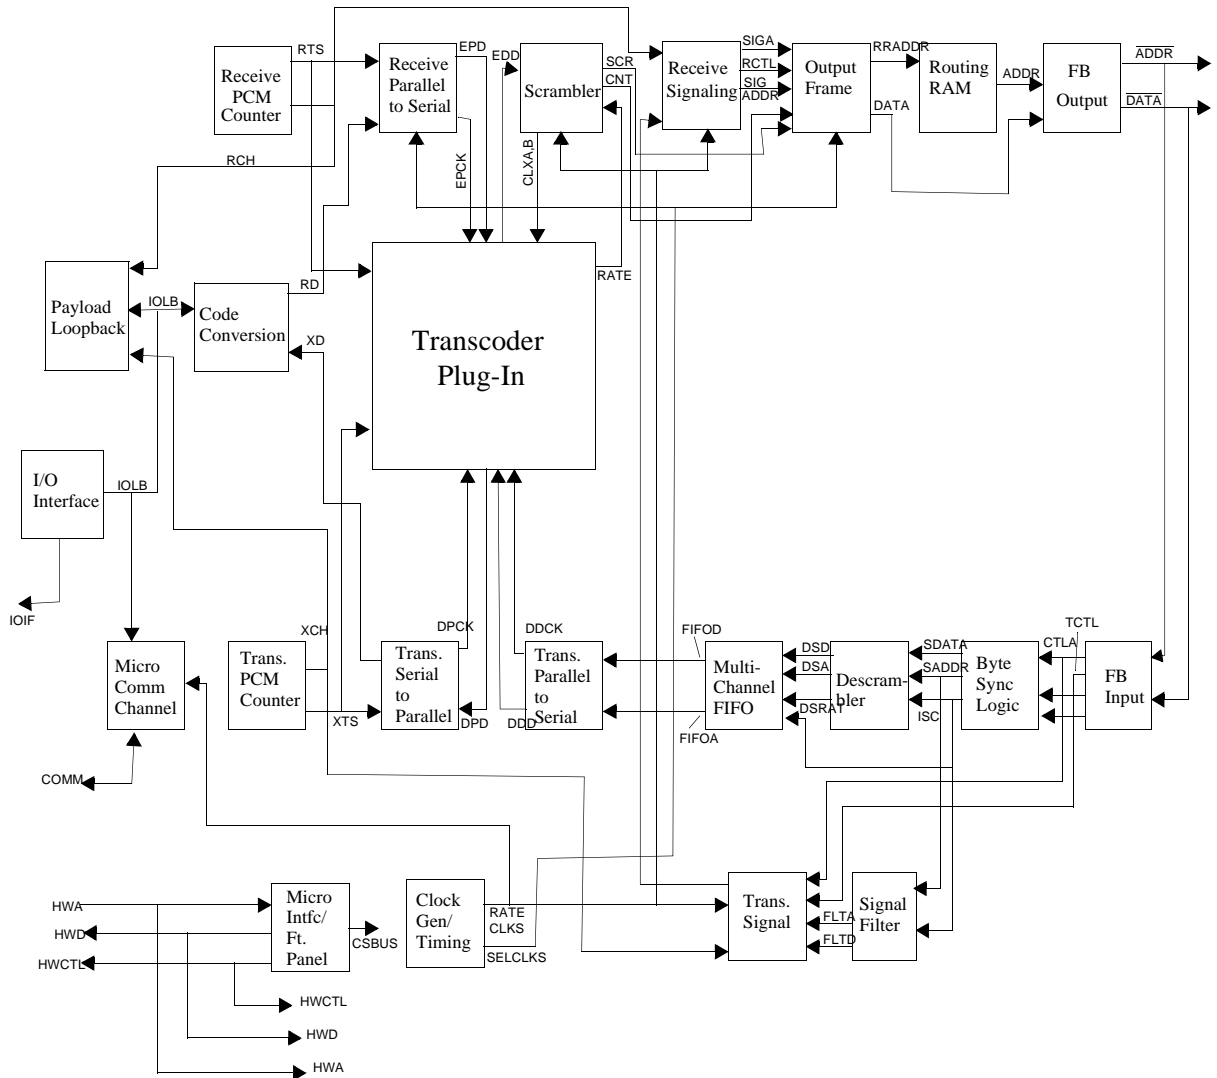 RTS
EPD
EDD
SCR
CNT
SIGA
RCTL
SIG
ADDR
RRADDR
DATA
ADDR
ADDR
DATA
Receive
PCM
Counter
Receive
Parallel
to Serial
Scrambler
Receive
Signaling
Output
Frame
Routing
RAM
FB
Output
RCH
EPCK
CLXA,B
RATE
Payload
Loopback
IOLB
Code
Conversion
RD
XD
Transcoder
Plug-In
I/O
Interface
IOLB
IOIF
XCH
DPCK
DDCK
FIFOD
DSD
DSA
SDATA
SADDR
CTLA
TCTL
Micro
Comm
Channel
Trans.
PCM
Counter
Trans.
Serial
to
Parallel
Trans.
Parallel
to
Serial
Multi-
Channel
FIFO
Descram-
bler
Byte
Sync
Logic
FB
Input
XTS
DPD
DDD
FIFOA
DSRAT
ISC
COMM
HWA
HWD
HWCTL
Micro
Intfc/
Ft.
Panel
CSBUS
Clock
Gen/
Timing
RATE
CLKS
SELCLKS
Trans.
Signal
FLTA
FLTD
Signal
Filter
HWCTL
HWD
HWA